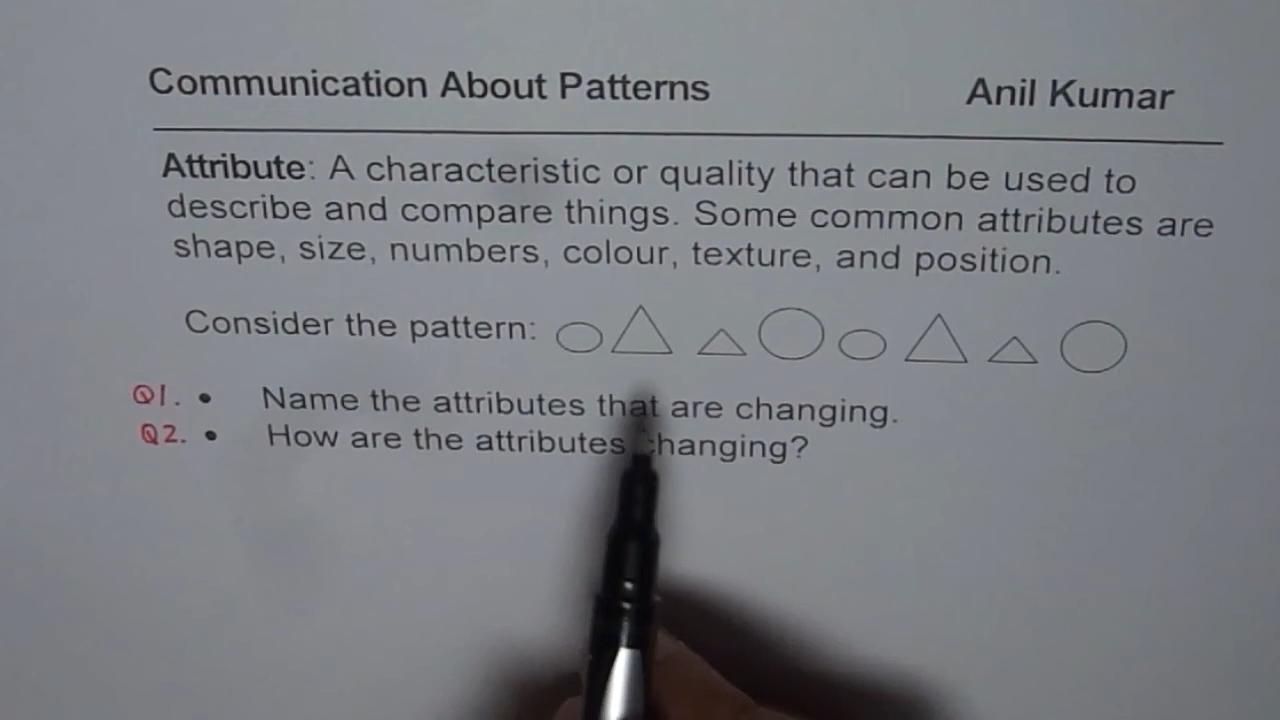 Communication About Patterns Anil Kumar
Attribute: A characteristic or quality that can be used to
describe and compare things. Some common attributes are
shape, size, numbers, colour, texture, and position.
Consider the pattern:
Q1. • Name the attributes that are changing.
Q2. • How are the attributes changing?